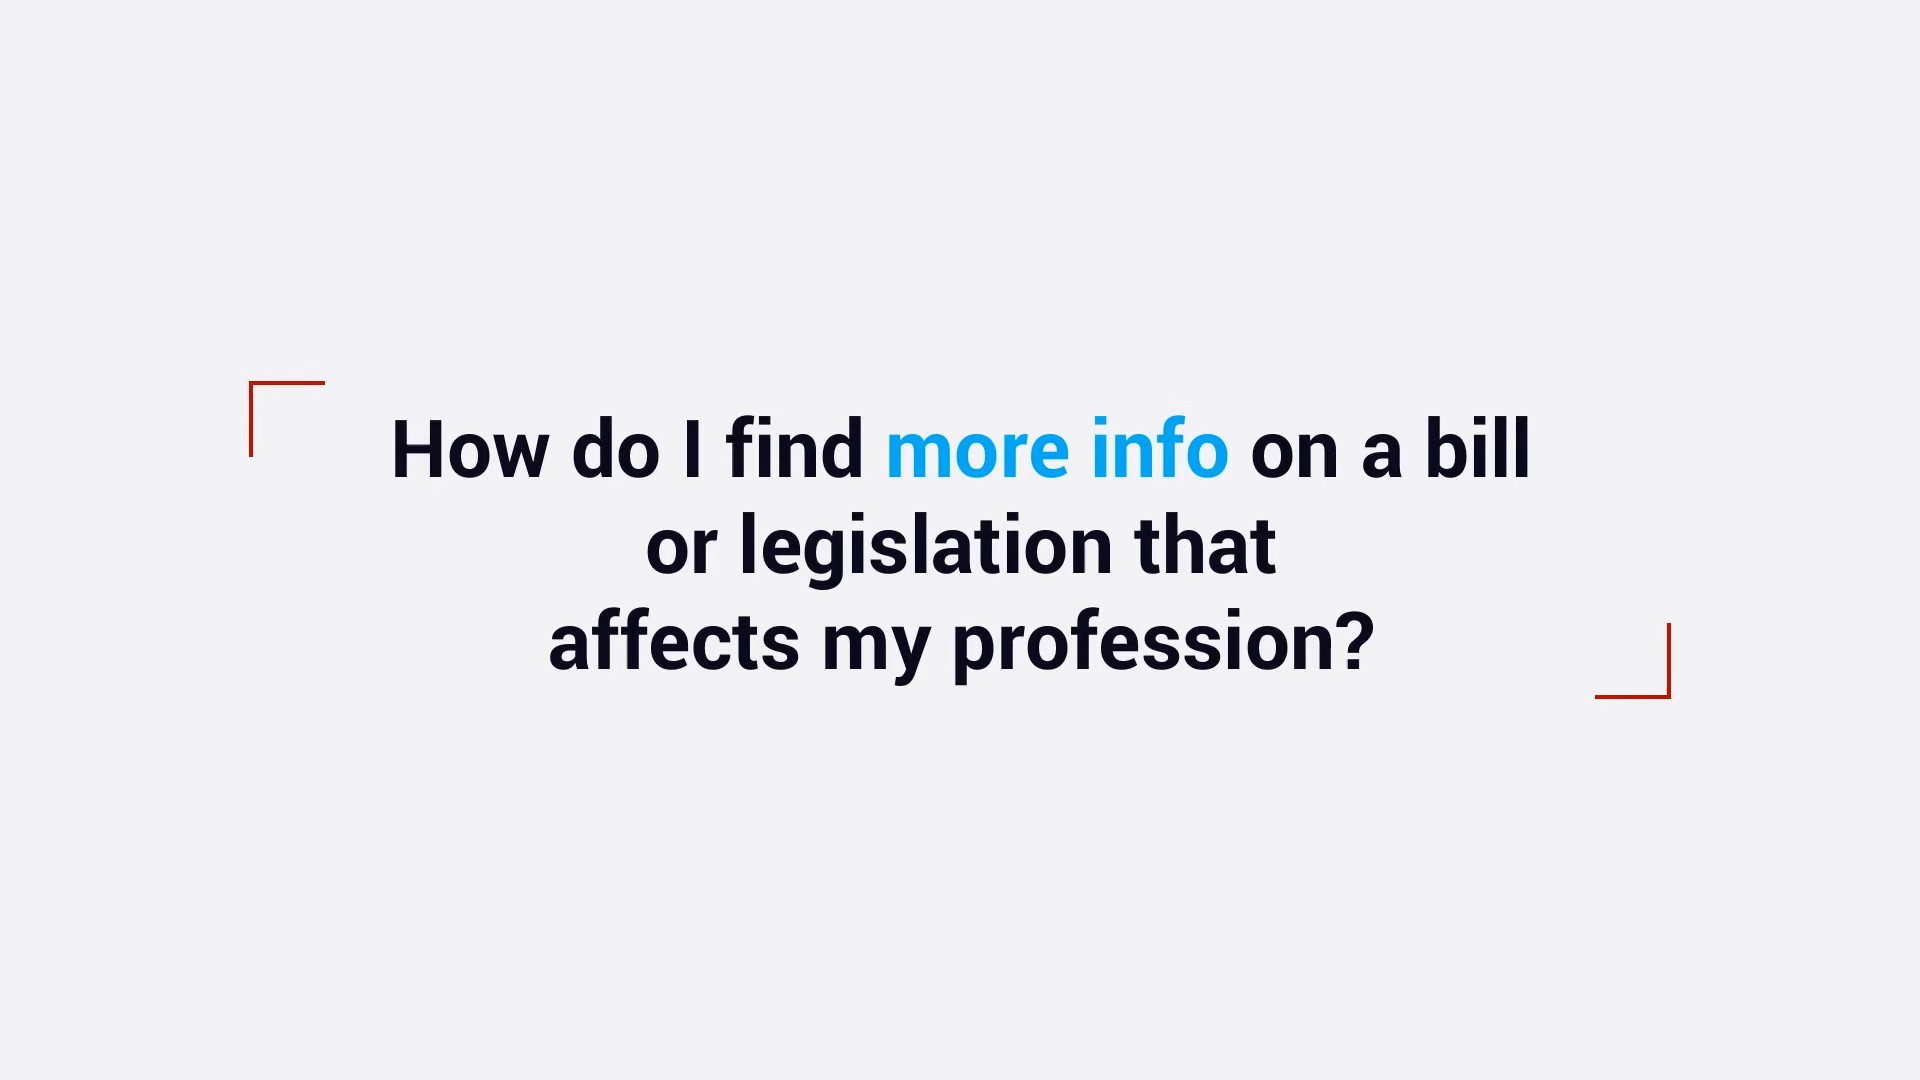 How do I find more info on a bill
or legislation that
affects my profession?